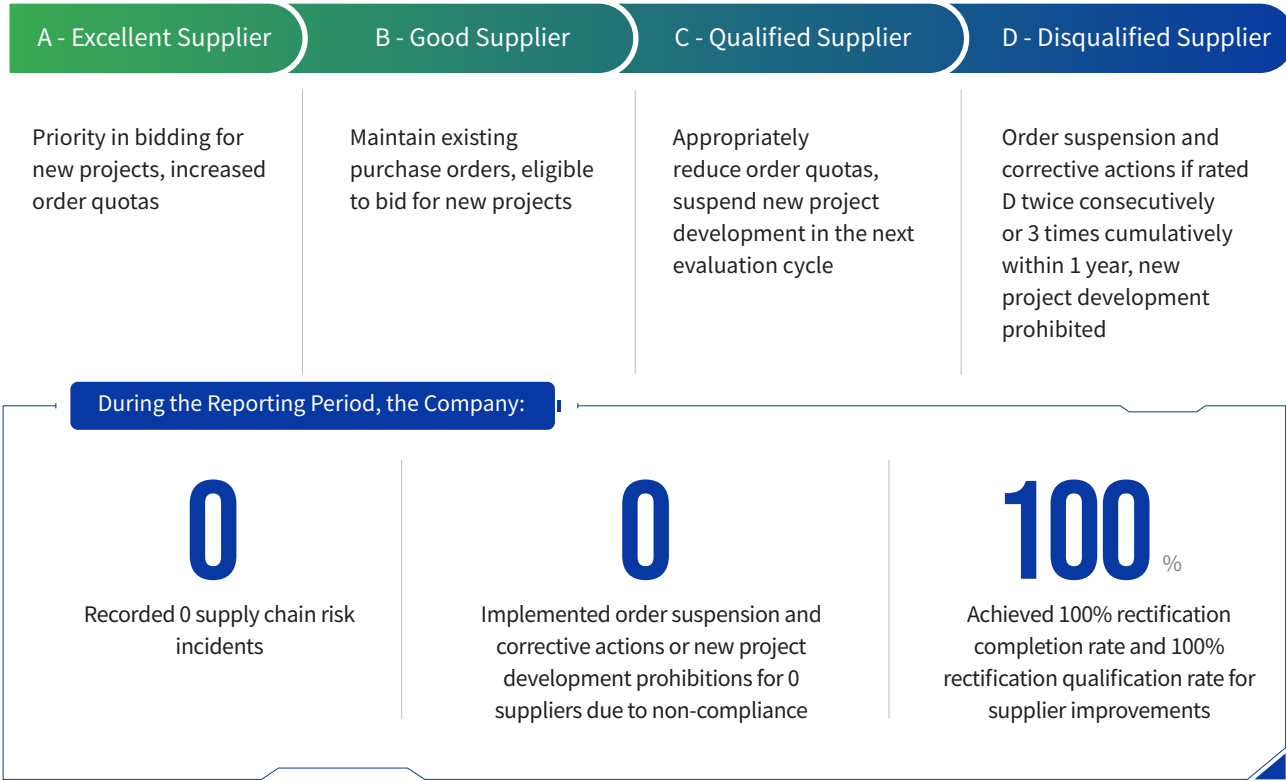 A - Excellent Supplier
B - Good Supplier
C - Qualified Supplier
D - Disqualified Supplier
Priority in bidding for
new projects, increased
order quotas
Maintain existing
purchase orders, eligible
to bid for new projects
Appropriately
reduce order quotas,
suspend new project
development in the next
evaluation cycle
Order suspension and
corrective actions if rated
D twice consecutively
or 3 times cumulatively
within 1 year, new
project development
prohibited
During the Reporting Period, the Company:
0
Recorded 0 supply chain risk
incidents
0
Implemented order suspension and
corrective actions or new project
development prohibitions for 0
suppliers due to non-compliance
100 %
Achieved 100% rectification
completion rate and 100%
rectification qualification rate for
supplier improvements